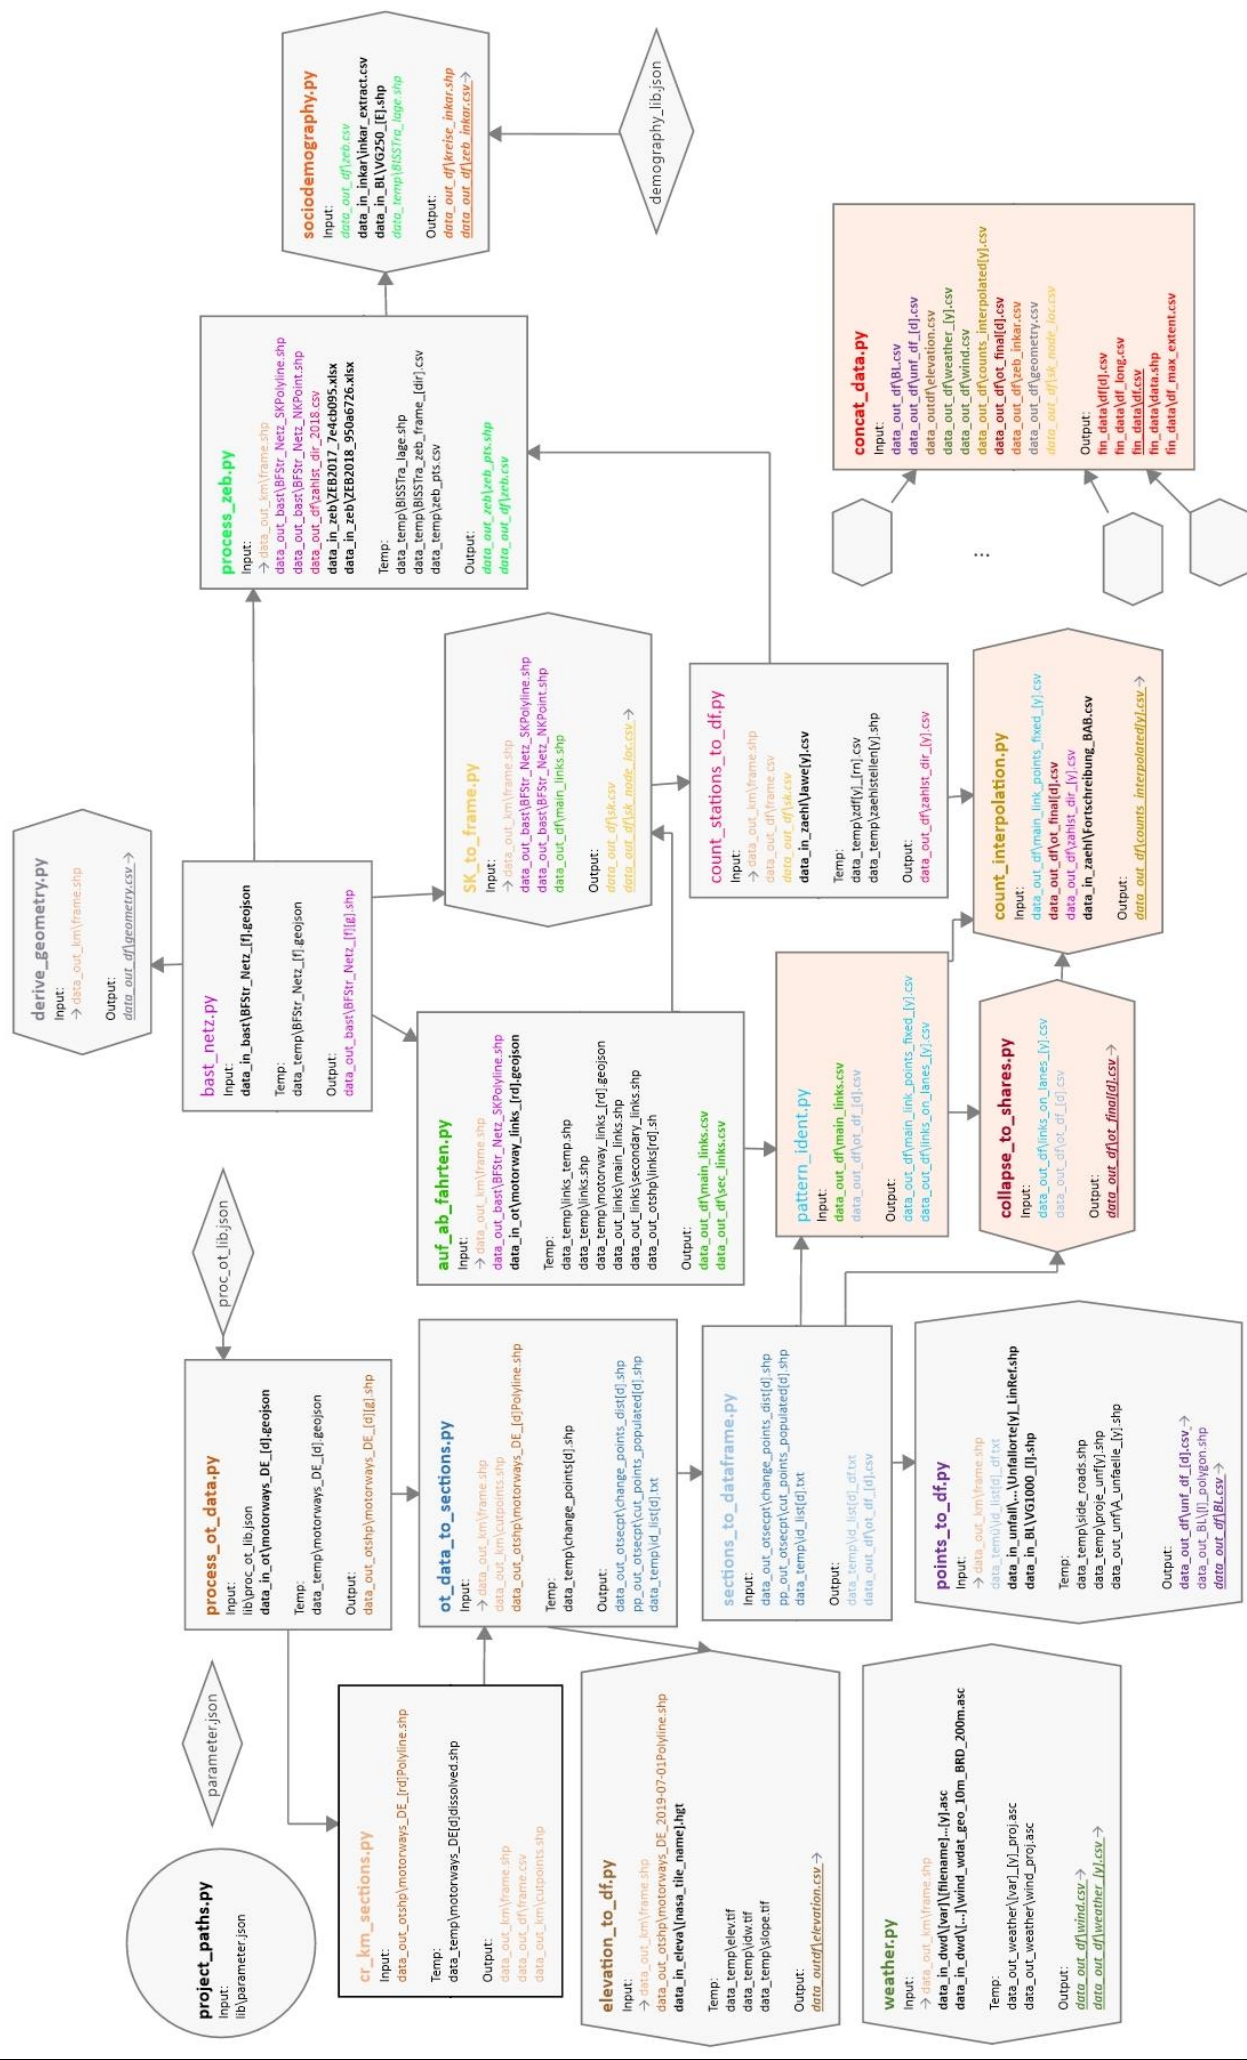 project_paths.py
Input:
lib\parameter.json
parameter.json
proc_ot_lib.json
process_ot_data.py
Input:
lib\proc_ot_lib.json
data_in_ot\motorways_DE_[d].geojson
Temp:
data_temp\motorways_DE_[d].geojson
Output:
data_out_otshp\motorways_DE_[d][g].shp
bast_netz.py
Input:
data_in_bast\BFStr_Netz_[f].geojson
Temp:
data_temp\BFStr_Netz_[f].geojson
Output:
data_out_bast\BFStr_Netz_[f][g].shp
derive_geometry.py
Input:
→ data_out_km\frame.shp
Output:
data_out_df\geometry.csv →
process_zeb.py
Input:
→ data_out_km\frame.shp
data_out_bast\BFStr_Netz_SKPolyline.shp
data_out_bast\BFStr_Netz_NKPoint.shp
data_out_df\zahlst_dir_2018.csv
data_in_zeb\ZEB2017_7e4cb095.xlsx
data_in_zeb\ZEB2018_950a6726.xlsx
Temp:
data_temp\BISSTra_lage.shp
data_temp\BISSTra_zeb_frame_[dir].csv
data_temp\zeb_pts.csv
Output:
data_out_zeb\zeb_pts.shp
data_out_df\zeb.csv
sociodemography.py
Input:
data_out_df\zeb.csv
data_in_inkar\inkar_extract.csv
data_in_BL\VG250_[E].shp
data_temp\BISSTra_lage.shp
Output:
data_out_df\kreise_inkar.shp
data_out_df\zeb_inkar.csv →
demography_lib.json
cr_km_sections.py
Input:
data_out_otshp\motorways_DE_[rd]Polyline.shp
Temp:
data_temp\motorways_DE[d]dissolved.shp
Output:
data_out_km\frame.shp
data_out_df\frame.csv
data_out_km\cutpoints.shp
ot_data_to_sections.py
Input:
→ data_out_km\frame.shp
data_out_km\cutpoints.shp
data_out_otshp\motorways_DE_[d]Polyline.shp
Temp:
data_temp\change_points[d].shp
Output:
data_out_otsecpt\change_points_dist[d].shp
pp_out_otsecpt\cut_points_populated[d].shp
data_temp\id_list[d].txt
auf_ab_fahrten.py
Input:
→ data_out_km\frame.shp
data_out_bast\BFStr_Netz_SKPolyline.shp
data_in_ot\motorway_links_[rd].geojson
Temp:
data_temp\links_temp.shp
data_temp\links.shp
data_temp\motorway_links_[rd].geojson
data_out_links\main_links.shp
data_out_links\secondary_links.shp
data_out_otshp\links[rd].sh
Output:
data_out_df\main_links.csv
data_out_df\sec_links.csv
SK_to_frame.py
Input:
→ data_out_km\frame.shp
data_out_bast\BFStr_Netz_SKPolyline.shp
data_out_bast\BFStr_Netz_NKPoint.shp
data_out_df\main_links.shp
Output:
data_out_df\sk.csv
data_out_df\sk_node_loc.csv →
elevation_to_df.py
Input:
→ data_out_km\frame.shp
data_out_otshp\motorways_DE_2019-07-01Polyline.shp
data_in_eleva\[nasa_tile_name].hgt
Temp:
data_temp\elev.tif
data_temp\idw.tif
data_temp\slope.tif
Output:
data_outdf\elevation.csv →
sections_to_dataframe.py
Input:
data_out_otsecpt\change_points_dist[d].shp
pp_out_otsecpt\cut_points_populated[d].shp
data_temp\id_list[d].txt
Output:
data_temp\id_list[d]_df.txt
data_out_df\ot_df_[d].csv
pattern_ident.py
Input:
data_out_df\main_links.csv
data_out_df\ot_df_[d].csv
Output:
data_out_df\main_link_points_fixed_[y].csv
data_out_df\links_on_lanes_[y].csv
count_stations_to_df.py
Input:
→ data_out_km\frame.shp
data_out_df\frame.csv
data_out_df\sk.csv
data_in_zaehl\Jawe[y].csv
Temp:
data_temp\zdf[y]_[rn].csv
data_temp\zaehlstellen[y].shp
Output:
data_out_df\zahlst_dir_[y].csv
weather.py
Input:
→ data_out_km\frame.shp
data_in_dwd\[var]\[filename]...[y].asc
data_in_dwd\[...]\wind_wdat_geo_10m_BRD_200m.asc
Temp:
data_out_weather\[var]_[y]_proj.asc
data_out_weather\wind_proj.asc
Output:
data_out_df\wind.csv →
data_out_df\weather_[y].csv →
points_to_df.py
Input:
→ data_out_km\frame.shp
data_temü\id_list[d]_df.txt
data_in_unfall\...\Unfallorte[y]_LinRef.shp
data_in_BL\VG1000_[l].shp
Temp:
data_temp\side_roads.shp
data_temp\proje_unf[y].shp
data_out_unf\A_unfaelle_[y].shp
Output:
data_out_df\unf_df_[d].csv →
data_out_BL\[l]_polygon.shp
data_out_df\BL.csv →
collapse_to_shares.py
Input:
data_out_df\links_on_lanes_[y].csv
data_out_df\ot_df_[d].csv
Output:
data_out_df\ot_final[d].csv →
count_interpolation.py
Input:
data_out_df\main_link_points_fixed_[y].csv
data_out_df\ot_final[d].csv
data_out_df\zahlst_dir_[y].csv
data_in_zaehl\Fortschreibung_BAB.csv
Output:
data_out_df\counts_interpolated[y].csv →
...
concat_data.py
Input:
data_out_df\BL.csv
data_out_df\unf_df_[d].csv
data_outdf\elevation.csv
data_out_df\weather_[y].csv
data_out_df\wind.csv
data_out_df\counts_interpolated[y].csv
data_out_df\ot_final[d].csv
data_out_df\zeb_inkar.csv
data_out_df\geometry.csv
data_out_df\sk_node_loc.csv
Output:
fin_data\df[d].csv
fin_data\df_long.csv
fin_data\df.csv
fin_data\data.shp
fin_data\df_max_extent.csv